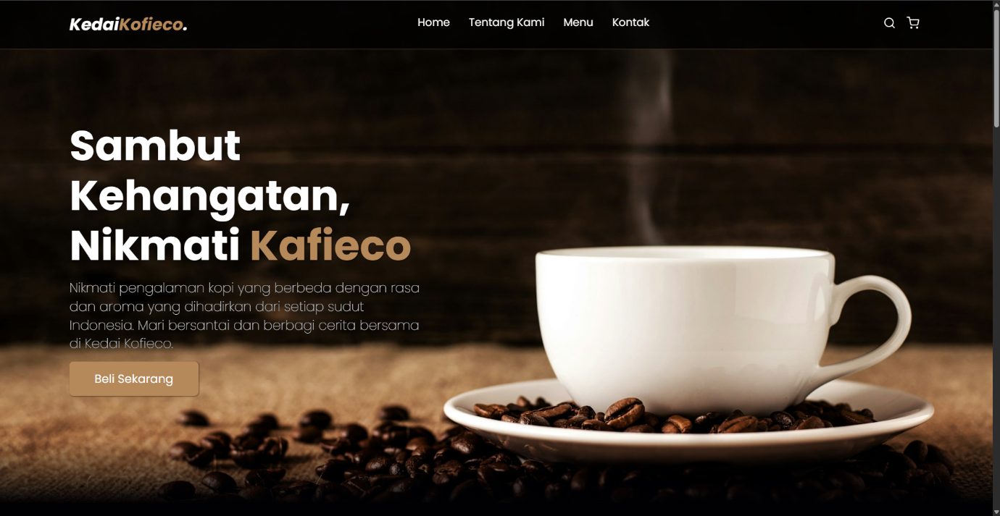 KedaiKofieco.
Home Tentang Kami Menu Kontak
Sambut
Kehangatan,
Nikmati Kafieco
Nikmati pengalaman kopi yang berbeda dengan rasa
dan aroma yang dihadirkan dari setiap sudut
Indonesia. Mari bersantai dan berbagi cerita bersama
di Kedai Kofieco.
Beli Sekarang